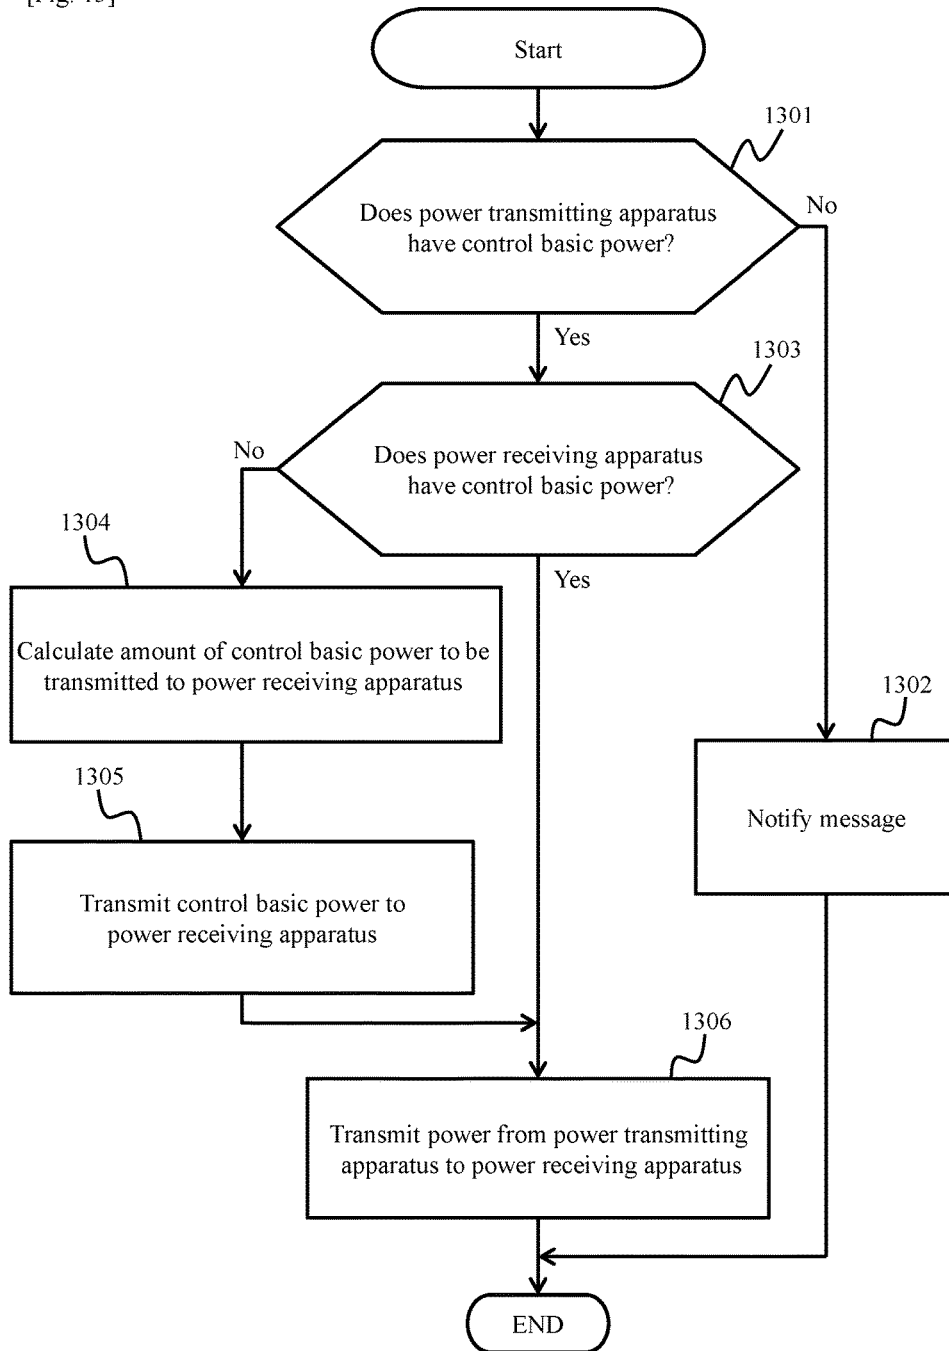 Start
1301
Does power transmitting apparatus
have control basic power?
No
Yes
1303
Does power receiving apparatus
have control basic power?
No
Yes
1304
Calculate amount of control basic power to be
transmitted to power receiving apparatus
1302
Notify message
1305
Transmit control basic power to
power receiving apparatus
1306
Transmit power from power transmitting
apparatus to power receiving apparatus
END